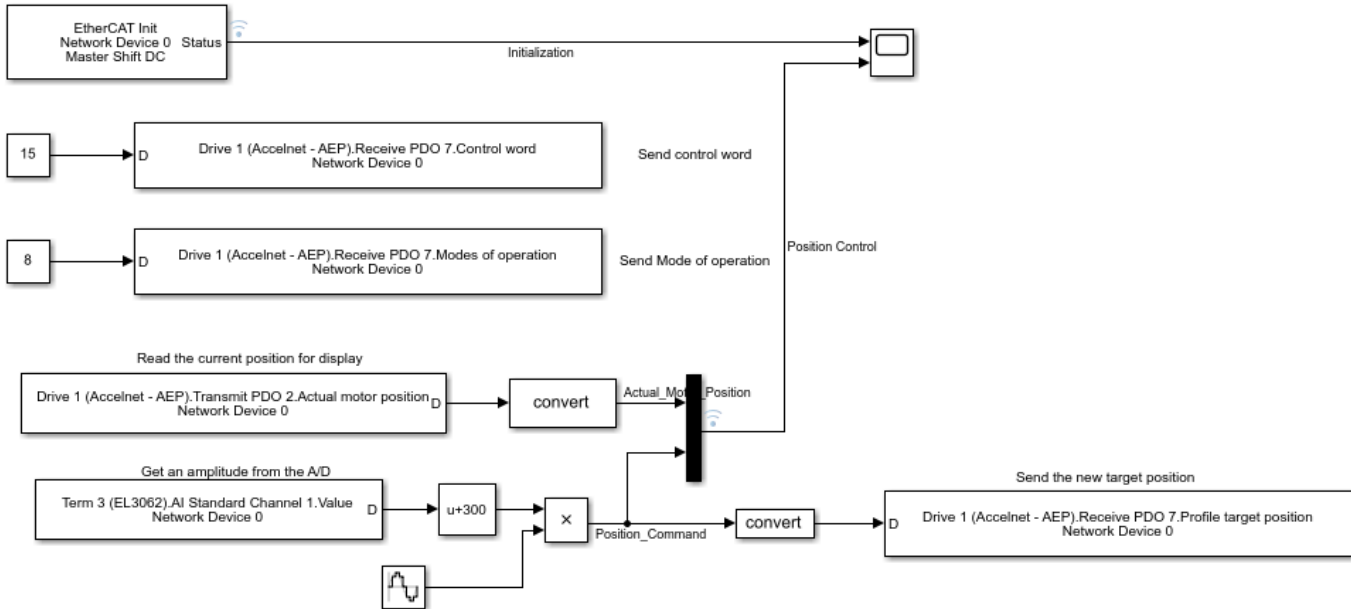 EtherCAT Init
Network Device 0
Status
Master Shift DC
Initialization
15
D
Drive 1 (Accelnet - AEP).Receive PDO 7.Control word
Network Device 0
Send control word
8
D
Drive 1 (Accelnet - AEP).Receive PDO 7.Modes of operation
Network Device 0
Send Mode of operation
Position Control
Read the current position for display
Drive 1 (Accelnet - AEP).Transmit PDO 2.Actual motor position
Network Device 0
D
convert
Actual_Motor_Position
Get an amplitude from the A/D
Term 3 (EL3062).AI Standard Channel 1.Value
Network Device 0
D
u+300
×
Position_Command
convert
Send the new target position
D
Drive 1 (Accelnet - AEP).Receive PDO 7.Profile target position
Network Device 0